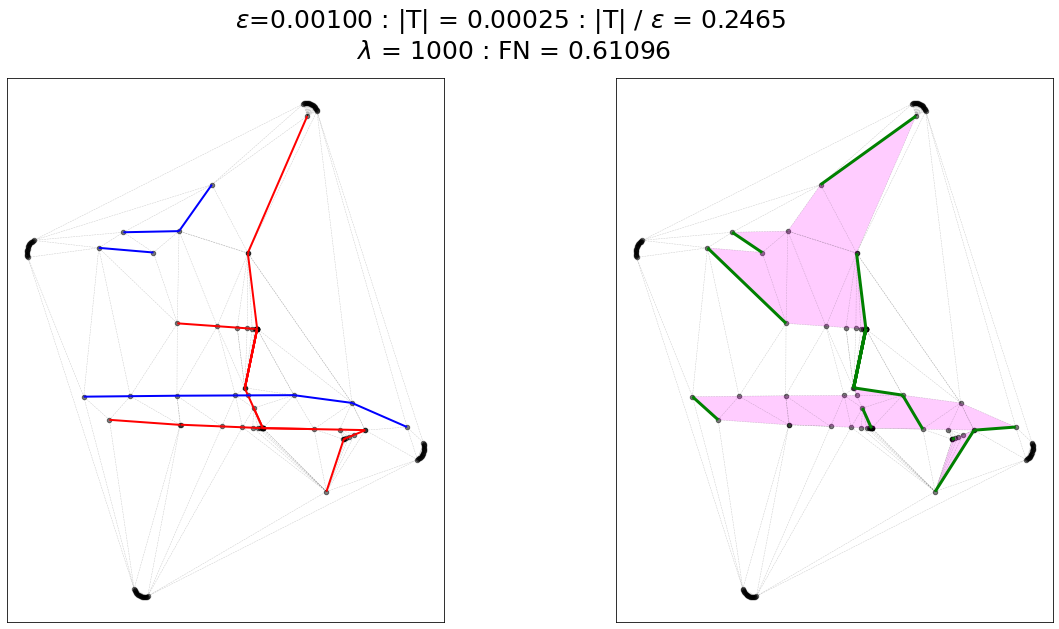 ε=0.00100 : |T| = 0.00025 : |T| / ε = 0.2465
λ = 1000 : FN = 0.61096